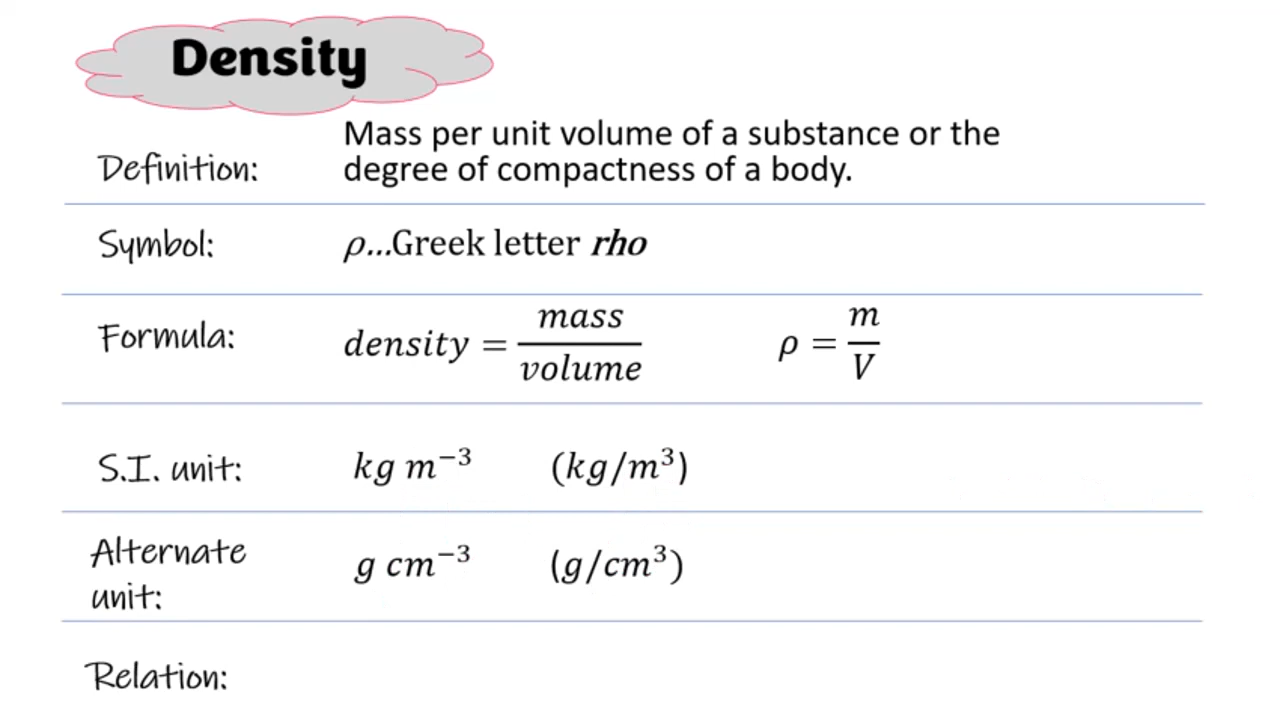 Density
Definition: Mass per unit volume of a substance or the
degree of compactness of a body.
Symbol: ρ...Greek letter rho
Formula: density = mass/volume ρ = m/V
S.I. unit: kg m⁻³ (kg/m³)
Alternate
unit: g cm⁻³ (g/cm³)
Relation: